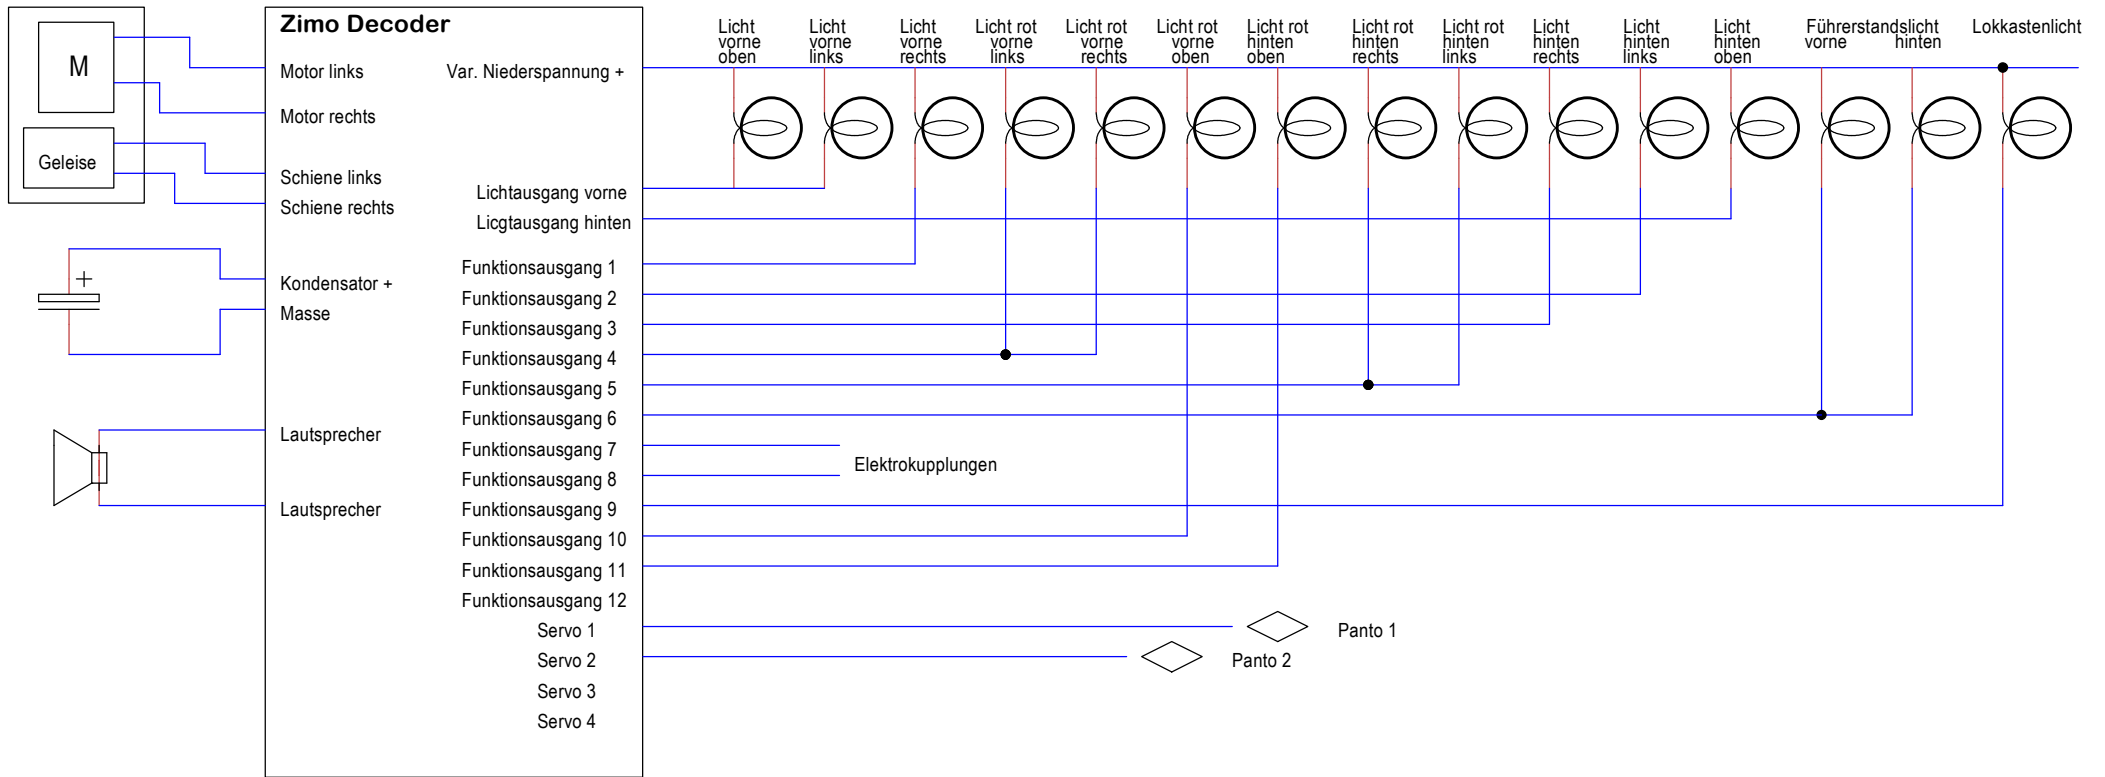 Zimo Decoder
M
Geleise
Motor links
Motor rechts
Schiene links
Schiene rechts
Kondensator +
Masse
Lautsprecher
Lautsprecher
Var. Niederspannung +
Lichtausgang vorne
Licgtausgang hinten
Funktionsausgang 1
Funktionsausgang 2
Funktionsausgang 3
Funktionsausgang 4
Funktionsausgang 5
Funktionsausgang 6
Funktionsausgang 7
Funktionsausgang 8
Funktionsausgang 9
Funktionsausgang 10
Funktionsausgang 11
Funktionsausgang 12
Servo 1
Servo 2
Servo 3
Servo 4
Licht
vorne
oben
Licht
vorne
links
Licht
vorne
rechts
Licht rot
vorne
links
Licht rot
vorne
rechts
Licht rot
vorne
oben
Licht rot
hinten
oben
Licht rot
hinten
rechts
Licht rot
hinten
links
Licht
hinten
rechts
Licht
hinten
links
Licht
hinten
oben
Führerstandslicht
vorne hinten
Lokkastenlicht
Elektrokupplungen
Panto 1
Panto 2